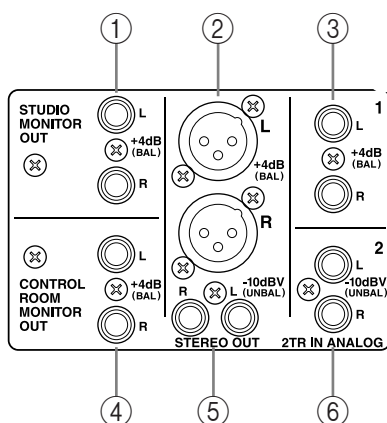 ① ② ③
STUDIO
MONITOR
OUT
L
+4dB
(BAL)
R
L
+4dB
(BAL)
R
1
L
+4dB
(BAL)
R
CONTROL
ROOM
MONITOR
OUT
L
+4dB
(BAL)
R
R L -10dBV
(UNBAL)
STEREO OUT
2
L
-10dBV
(UNBAL)
R
2TR IN ANALOG
④ ⑤ ⑥